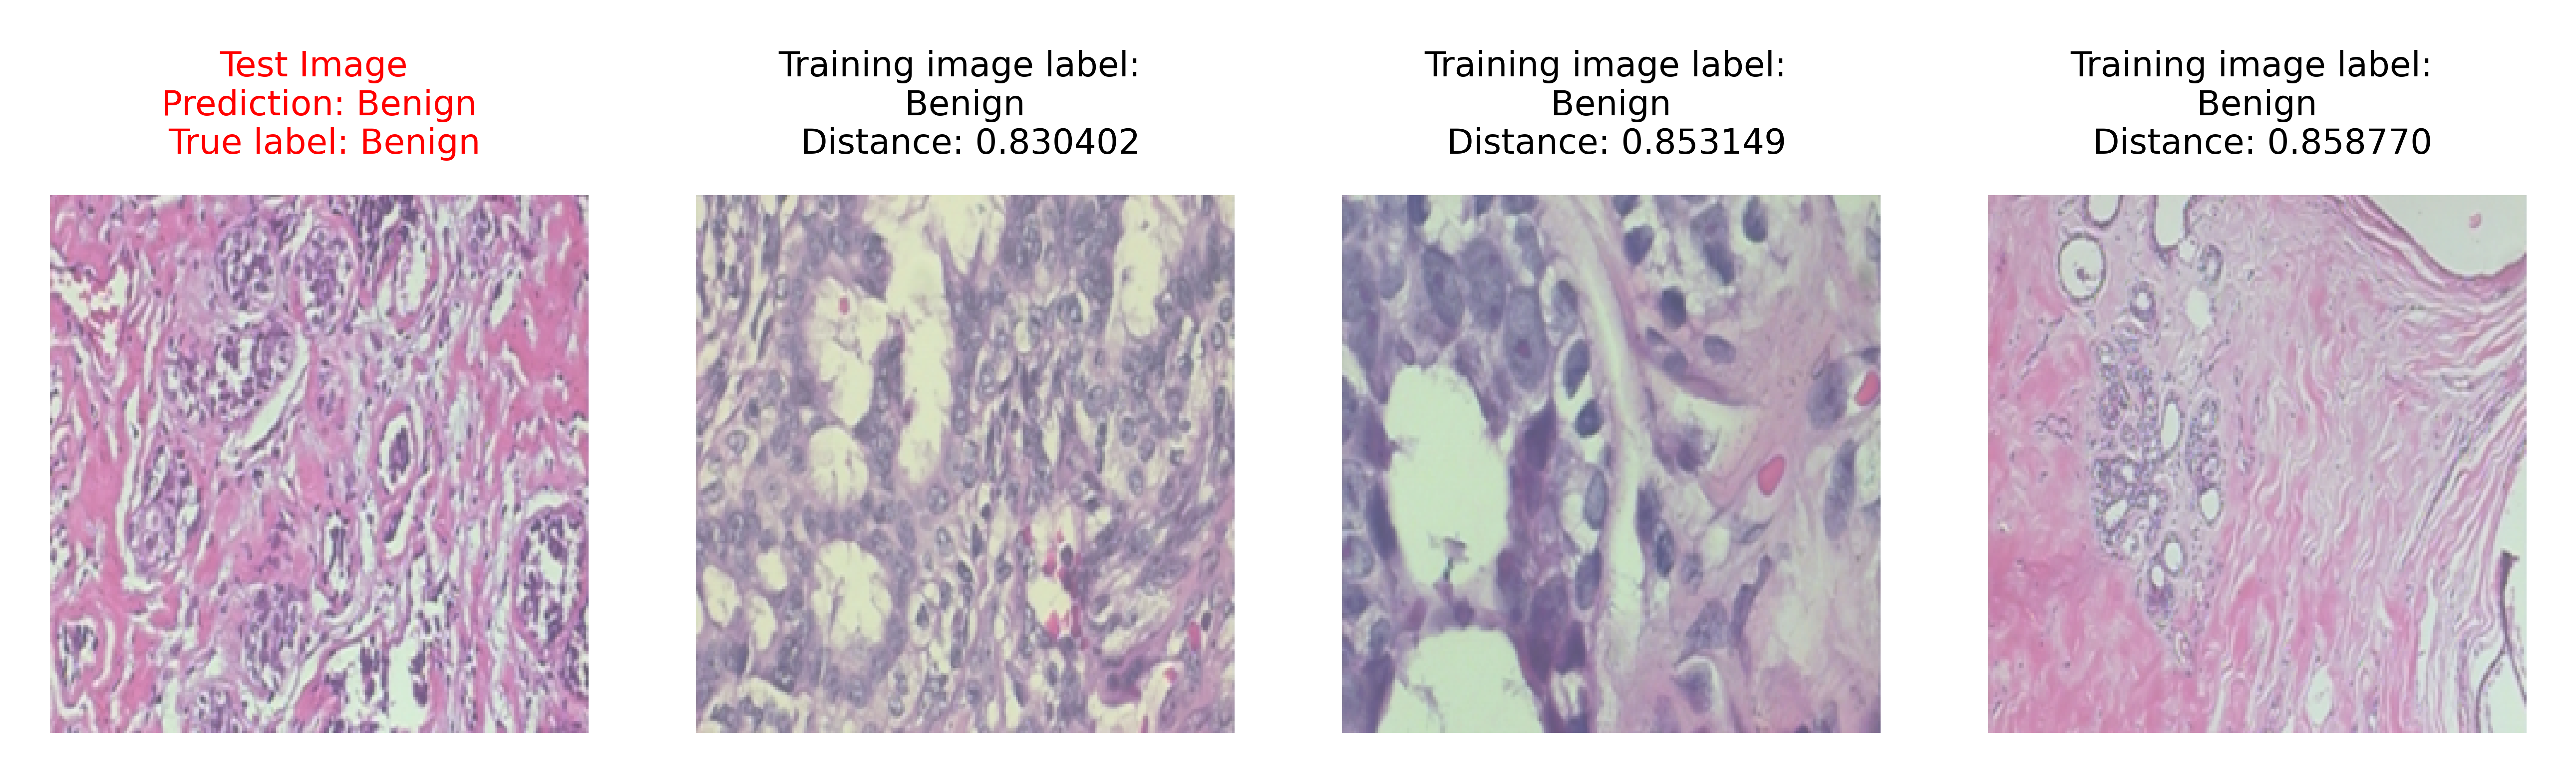 Test Image
Prediction: Benign
True label: Benign
Training image label:
Benign
Distance: 0.830402
Training image label:
Benign
Distance: 0.853149
Training image label:
Benign
Distance: 0.858770